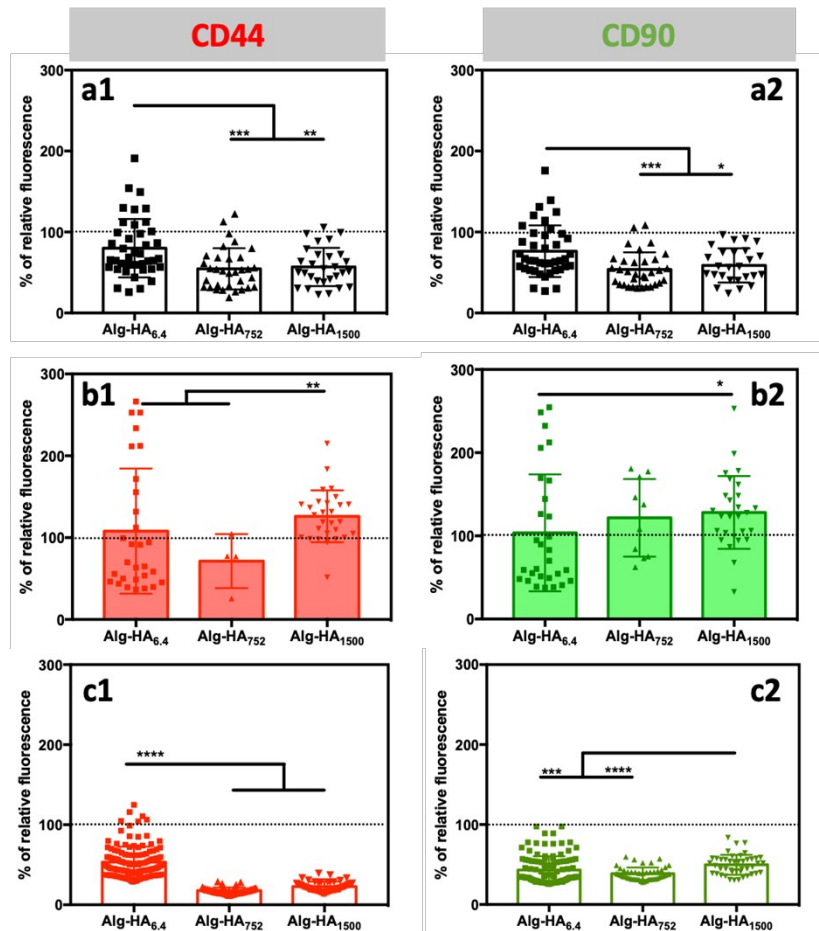 CD44 CD90
300 a1 300 a2
*** **
*** *
200 200
100 100
0 0
% of relative fluorescence % of relative fluorescence
Alg-HA6.4 Alg-HA752 Alg-HA1500 Alg-HA6.4 Alg-HA752 Alg-HA1500
300 b1 ** 300 b2 *
200 200
100 100
0 0
% of relative fluorescence % of relative fluorescence
Alg-HA6.4 Alg-HA752 Alg-HA1500 Alg-HA6.4 Alg-HA752 Alg-HA1500
300 c1 300 c2
200 200
**** *** ****
100 100
0 0
% of relative fluorescence % of relative fluorescence
Alg-HA6.4 Alg-HA752 Alg-HA1500 Alg-HA6.4 Alg-HA752 Alg-HA1500